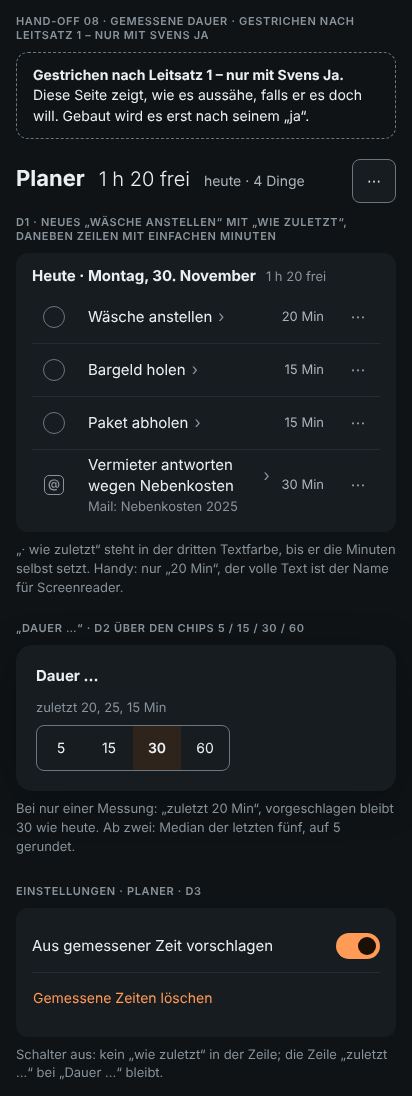 HAND-OFF 08 · GEMESSENE DAUER · GESTRICHEN NACH
LEITSATZ 1 – NUR MIT SVENS JA
Gestrichen nach Leitsatz 1 – nur mit Svens Ja.
Diese Seite zeigt, wie es aussähe, falls er es doch
will. Gebaut wird es erst nach seinem „ja“.
Planer 1 h 20 frei heute · 4 Dinge ...
D1 · NEUES „WÄSCHE ANSTELLEN“ MIT „WIE ZULETZT“,
DANEBEN ZEILEN MIT EINFACHEN MINUTEN
Heute · Montag, 30. November 1 h 20 frei
Wäsche anstellen › 20 Min ...
Bargeld holen › 15 Min ...
Paket abholen › 15 Min ...
Vermieter antworten
@ wegen Nebenkosten › 30 Min ...
Mail: Nebenkosten 2025
„· wie zuletzt“ steht in der dritten Textfarbe, bis er die Minuten
selbst setzt. Handy: nur „20 Min“, der volle Text ist der Name
für Screenreader.
„DAUER …“ · D2 ÜBER DEN CHIPS 5 / 15 / 30 / 60
Dauer …
zuletzt 20, 25, 15 Min
5 15 30 60
Bei nur einer Messung: „zuletzt 20 Min“, vorgeschlagen bleibt
30 wie heute. Ab zwei: Median der letzten fünf, auf 5
gerundet.
EINSTELLUNGEN · PLANER · D3
Aus gemessener Zeit vorschlagen
Gemessene Zeiten löschen
Schalter aus: kein „wie zuletzt“ in der Zeile; die Zeile „zuletzt
…“ bei „Dauer …“ bleibt.